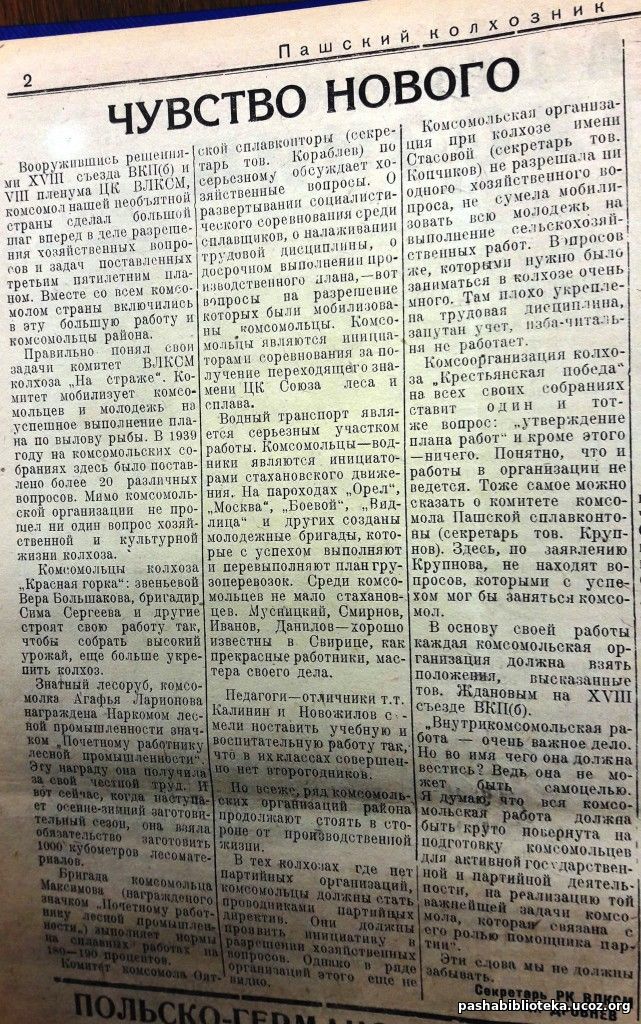 2
Пашский колхозник
ЧУВСТВО НОВОГО
Вооружившись решения-
ми XVIII съезда ВКП(б) и
VIII пленума ЦК ВЛКСМ,
комсомол нашей необ'ятной
страны сделал большой
шаг вперед в деле разреше-
ния хозяйственных вопро-
сов и задач поставленных
третьим пятилетним пла-
ном. Вместе со всем комсо-
молом страны включились
в эту большую работу и
комсомольцы района.
Правильно понял свои
задачи комитет ВЛКСМ
колхоза „На страже“. Ко-
митет мобилизует комсо-
мольцев и молодежь на
успешное выполнение пла-
на по вылову рыбы. В 1939
году на комсомольских со-
браниях здесь было постав-
лено более 20 различных
вопросов. Мимо комсомоль-
ской организации не про-
шел ни один вопрос хозяй-
ственной и культурной
жизни колхоза.
Комсомольцы колхоза
„Красная горка“: звеньевой
Вера Большакова, бригадир
Сима Сергеева и другие
строят свою работу так,
чтобы собрать высокий
урожай, еще больше укре-
пить колхоз.
Знатный лесоруб, комсо-
молка Агафья Ларионова
награждена Наркомом лес-
ной промышленности знач-
ком „Почетному работнику
лесной промышленности“.
Эту награду она получила
за свой честной труд. И
вот сейчас, когда наступа-
ет осенне-зимний заготови-
тельный сезон, она взяла
обязательство заготовить
1000 кубометров лесомате-
риалов.
Бригада комсомольца
Максимова (награжденого
значком „Почетному работ-
нику лесной промышлен-
ности“) выполняет нормы
на сплавных работах на
180—190 процентов.
Комитет комсомола Оят-
ской сплавконторы (секре-
тарь тов. Кораблев) по
серьезному обсуждает хо-
зяйственные вопросы. О
развертывании социалисти-
ческого соревнования среди
сплавщиков, о налаживании
трудовой дисциплины, о
досрочном выполнении про-
изводственного плана,—вот
вопросы на разрешение
которых были мобилизова-
ны комсомольцы. Комсо-
мольцы являются инициа-
торами соревнования за по-
лучение переходящего зна-
мени ЦК Союза леса и
сплава.
Водный транспорт явля-
ется серьезным участком
работы. Комсомольцы—вод-
ники являются инициато-
рами стахановского движе-
ния. На пароходах „Орел“,
„Москва“, „Боевой“, „Вид-
лица“ и других созданы
молодежные бригады, кото-
рые с успехом выполняют
и перевыполняют план гру-
зоперевозок. Среди комсо-
мольцев не мало стаханов-
цев. Мусницкий, Смирнов,
Иванов, Данилов—хорошо
известны в Свирице, как
прекрасные работники, мас-
тера своего дела.
Педагоги—отличники т.т.
Калинин и Новожилов с
мели поставить учебную и
воспитательную работу так,
что в их классах совершен-
но нет второгодников.
Но всеже, ряд комсомоль-
ских организаций района
продолжают стоять в сто-
роне от производственной
жизни.
В тех колхозах где нет
партийных организаций,
комсомольцы должны стать
проводниками партийных
директив. Они должны
проявить инициативу в
разрешении хозяйственных
вопросов. Однако в ряде
организаций этого еще не
видно.
Комсомольская организа-
ция при колхозе имени
Стасовой (секретарь тов.
Копчиков) не разрешала ни
одного хозяйственного во-
проса, не сумела мобили-
зовать всю молодежь на
выполнение сельскохозяй-
ственных работ. Вопросов
же, которыми нужно было
заниматься в колхозе очень
много. Там плохо укрепле-
на трудовая дисциплина,
запутан учет, изба-читаль-
ня не работает.
Комсоорганизация колхо-
за „Крестьянская победа“
на всех своих собраниях
ставит один и тот-
же вопрос: „утверждение
плана работ“ и кроме этого
—ничего. Понятно, что и
работы в организации не
ведется. Тоже самое можно
сказать о комитете комсо-
мола Пашской сплавконто-
ры (секретарь тов. Круп-
нов). Здесь, по заявлению
Крупнова, не находят во-
просов, которыми с успе-
хом мог бы заняться комсо-
мол.
В основу своей работы
каждая комсомольская ор-
ганизация должна взять
положения, высказанные
тов. Ждановым на XVIII
съезде ВКП(б).
„Внутрикомсомольская ра-
бота — очень важное дело.
Но во имя чего она должна
вестись? Ведь она не мо-
жет быть самоцелью.
Я думаю, что вся комсо-
мольская работа должна
быть круто повернута на
подготовку комсомольцев
для активной государствен-
ной и партийной деятель-
ности, на реализацию той
важнейшей задачи комсо-
мола, которая связана с
его ролью помощника пар-
тии“.
Эти слова мы не должны
забывать.
Секретарь РК ВЛКСМ
ПОЛЬСКО-ГЕРМ
pashabiblioteka.ucoz.org